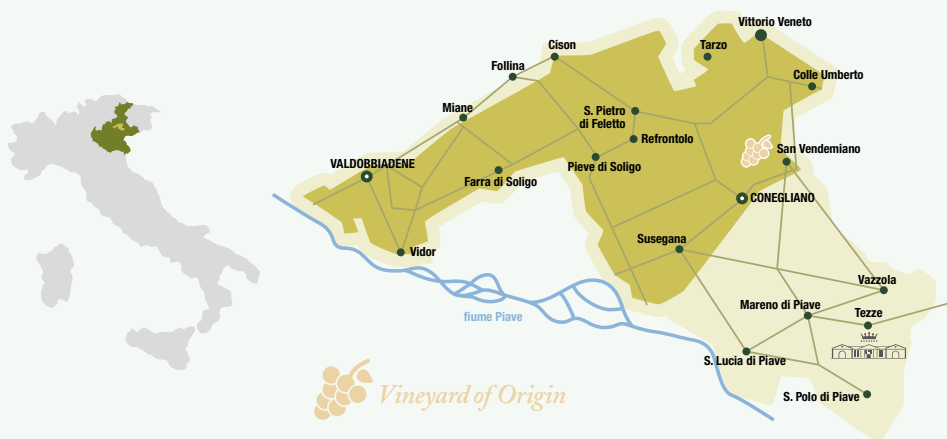 Vittorio Veneto
Cison
Tarzo
Follina
Colle Umberto
Miane
S. Pietro
di Feletto
Refrontolo
San Vendemiano
VALDOBBIADENE
Pieve di Soligo
Farra di Soligo
CONEGLIANO
Susegana
Vidor
Vazzola
Mareno di Piave
Tezze
fiume Piave
S. Lucia di Piave
Vineyard of Origin
S. Polo di Piave